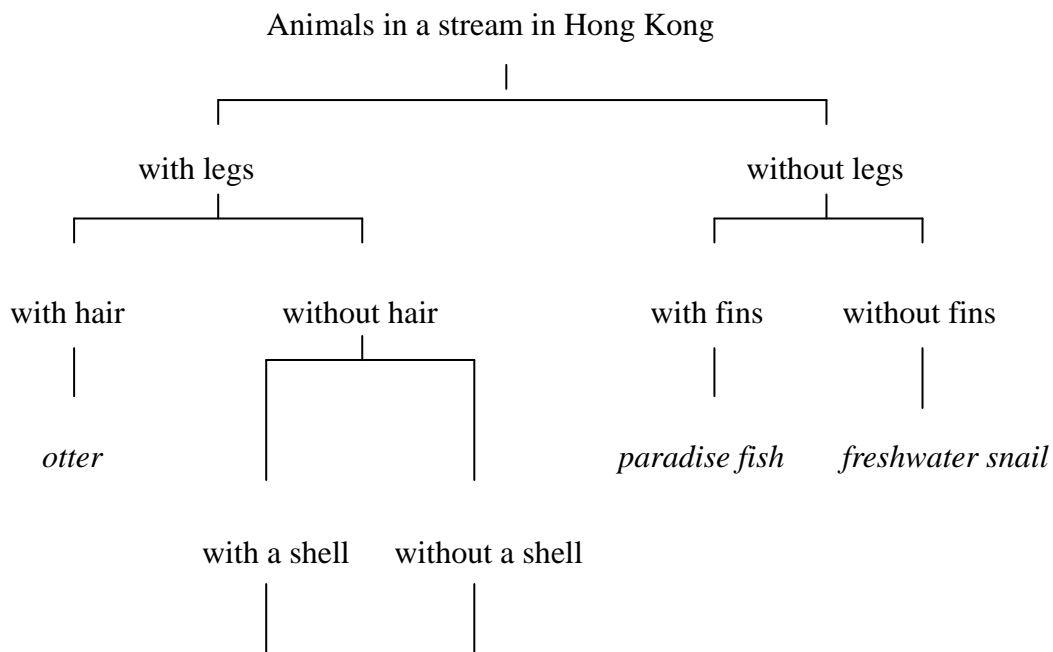 Animals in a stream in Hong Kong
with legs without legs
with hair without hair with fins without fins
otter paradise fish freshwater snail
with a shell without a shell